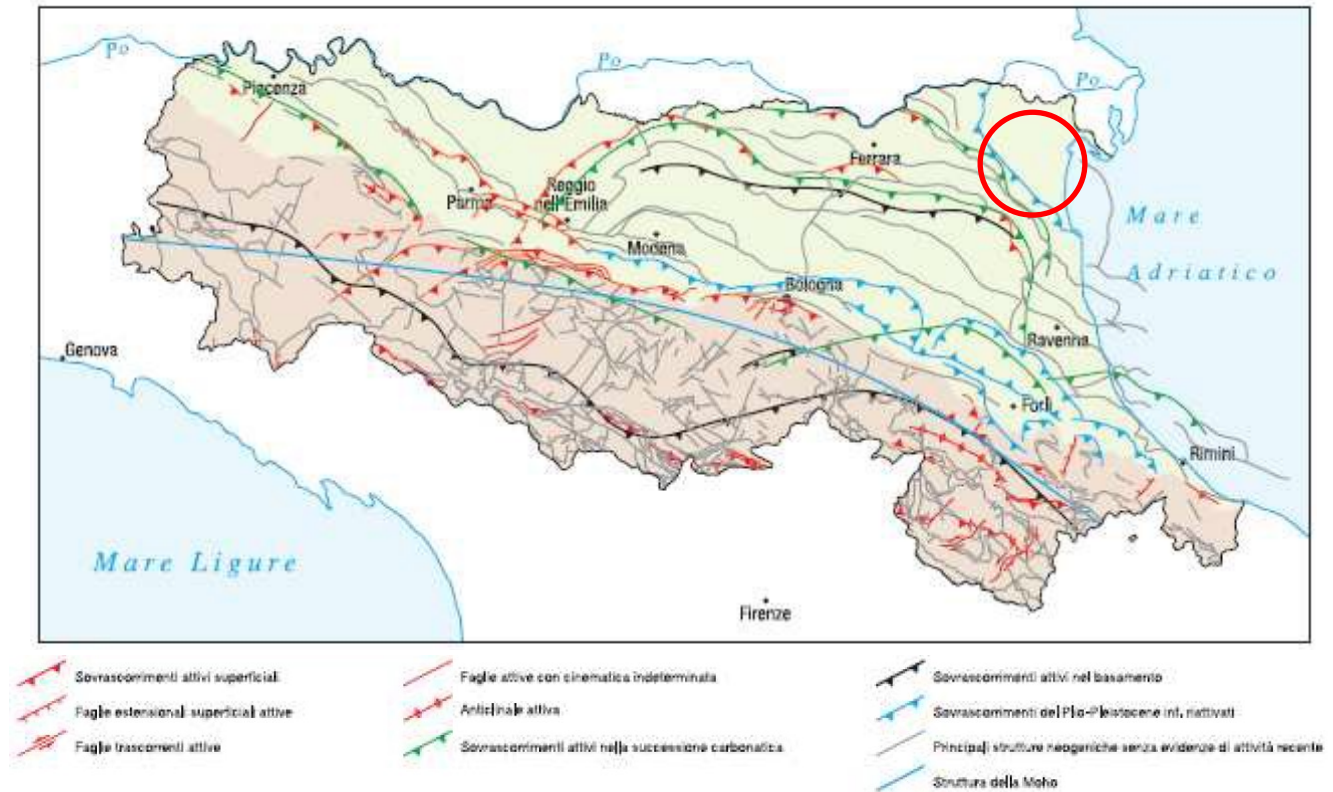 Po
Po
Po
Piacenza
Ferrara
Parma
Reggio
nell'Emilia
Modena
Bologna
Mare
Adriatico
Ravenna
Genova
Forlì
Rimini
Mare Ligure
Firenze
Sovrascorrimenti attivi superficiali
Faglie estensionali superficiali attive
Faglie trascorrenti attive
Faglie attive con cinematica indeterminata
Anticlinale attiva
Sovrascorrimenti attivi nella successione carbonatica
Sovrascorrimenti attivi nel basamento
Sovrascorrimenti del Plio-Pleistocene inf. riattivati
Principali strutture neogeniche senza evidenze di attività recente
Struttura della Moho